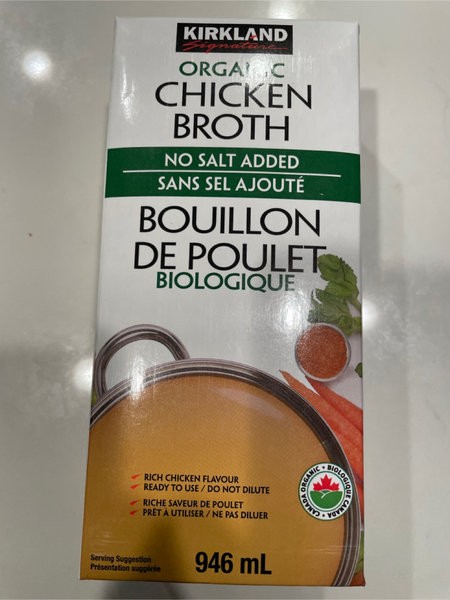 KIRKLAND
Signature
ORGANIC
CHICKEN
BROTH
NO SALT ADDED
SANS SEL AJOUTÉ
BOUILLON
DE POULET
BIOLOGIQUE
RICH CHICKEN FLAVOUR
READY TO USE / DO NOT DILUTE
RICHE SAVEUR DE POULET
PRÊT À UTILISER / NE PAS DILUER
CANADA ORGANIC • BIOLOGIQUE CANADA •
Serving Suggestion
Présentation suggérée
946 mL